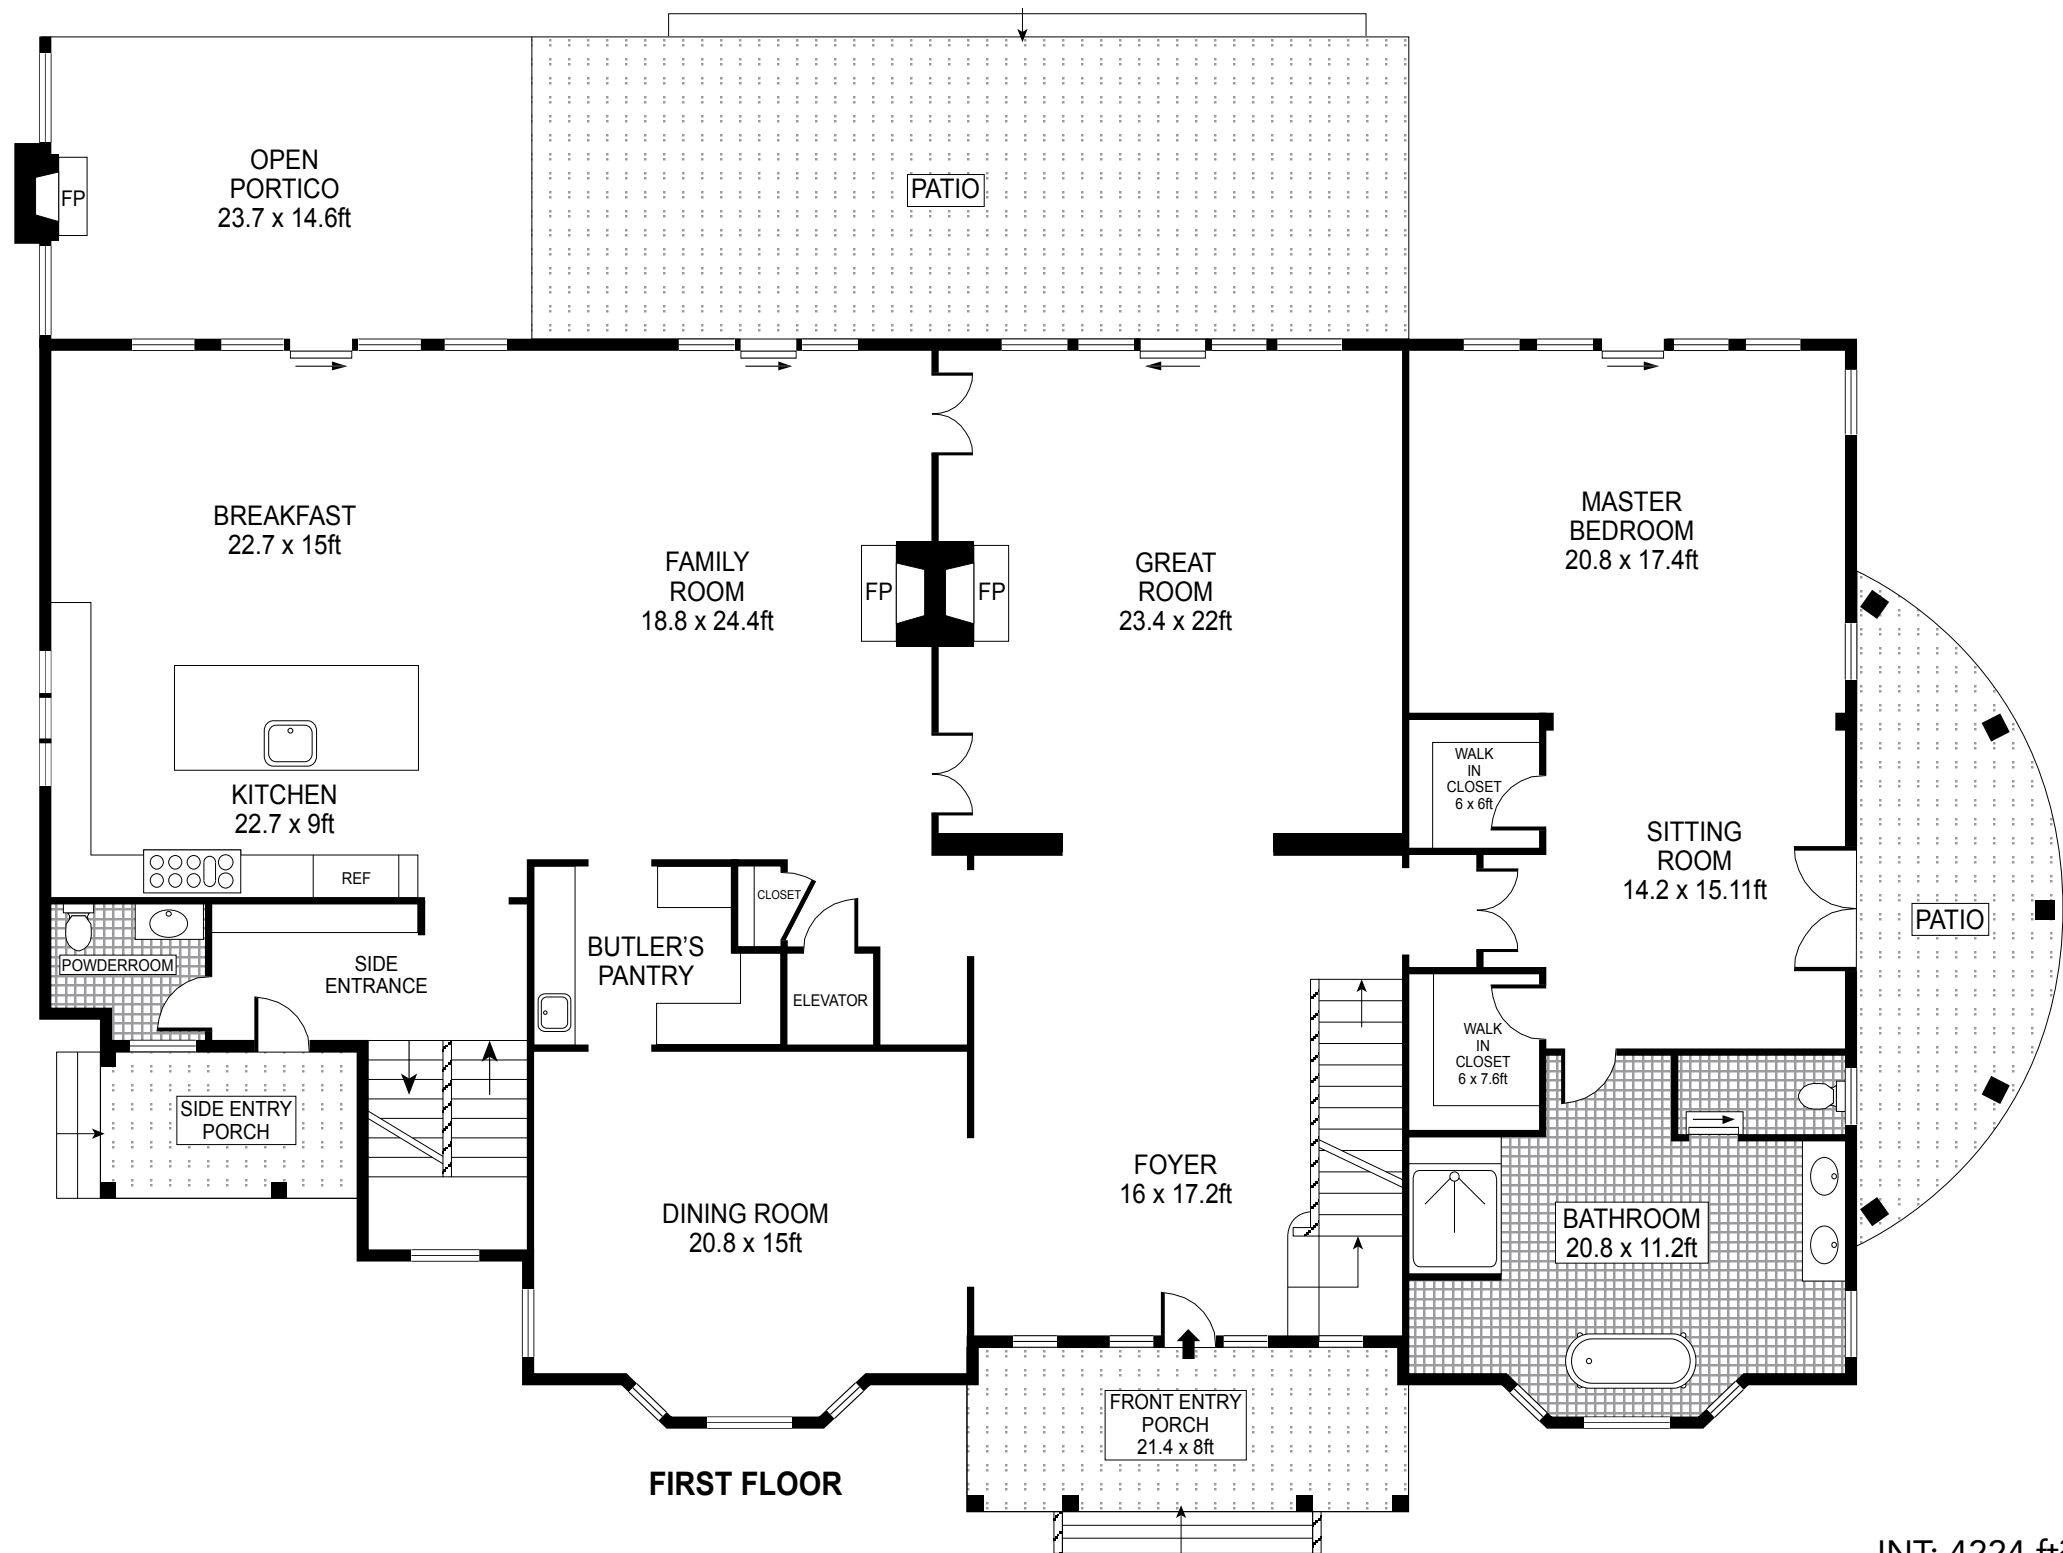 OPEN
PORTICO
23.7 x 14.6ft
FP
PATIO
BREAKFAST
22.7 x 15ft
FAMILY
ROOM
18.8 x 24.4ft
FP
FP
GREAT
ROOM
23.4 x 22ft
MASTER
BEDROOM
20.8 x 17.4ft
KITCHEN
22.7 x 9ft
REF
WALK
IN
CLOSET
6 x 6ft
SITTING
ROOM
14.2 x 15.11ft
PATIO
POWDERROOM
SIDE
ENTRANCE
BUTLER'S
PANTRY
CLOSET
ELEVATOR
WALK
IN
CLOSET
6 x 7.6ft
SIDE ENTRY
PORCH
DINING ROOM
20.8 x 15ft
FOYER
16 x 17.2ft
BATHROOM
20.8 x 11.2ft
FRONT ENTRY
PORCH
21.4 x 8ft
FIRST FLOOR
INT: 4224